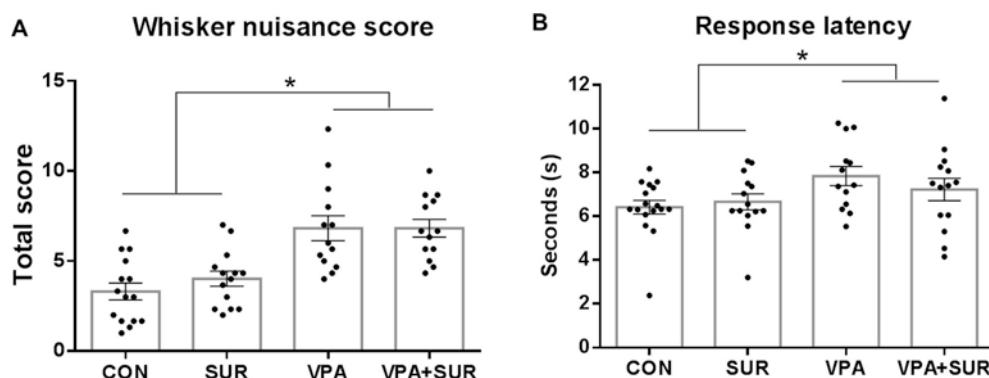 A
Whisker nuisance score
*
Total score
15
10
5
0
CON SUR VPA VPA+SUR
B
Response latency
*
Seconds (s)
12
10
8
6
4
2
0
CON SUR VPA VPA+SUR